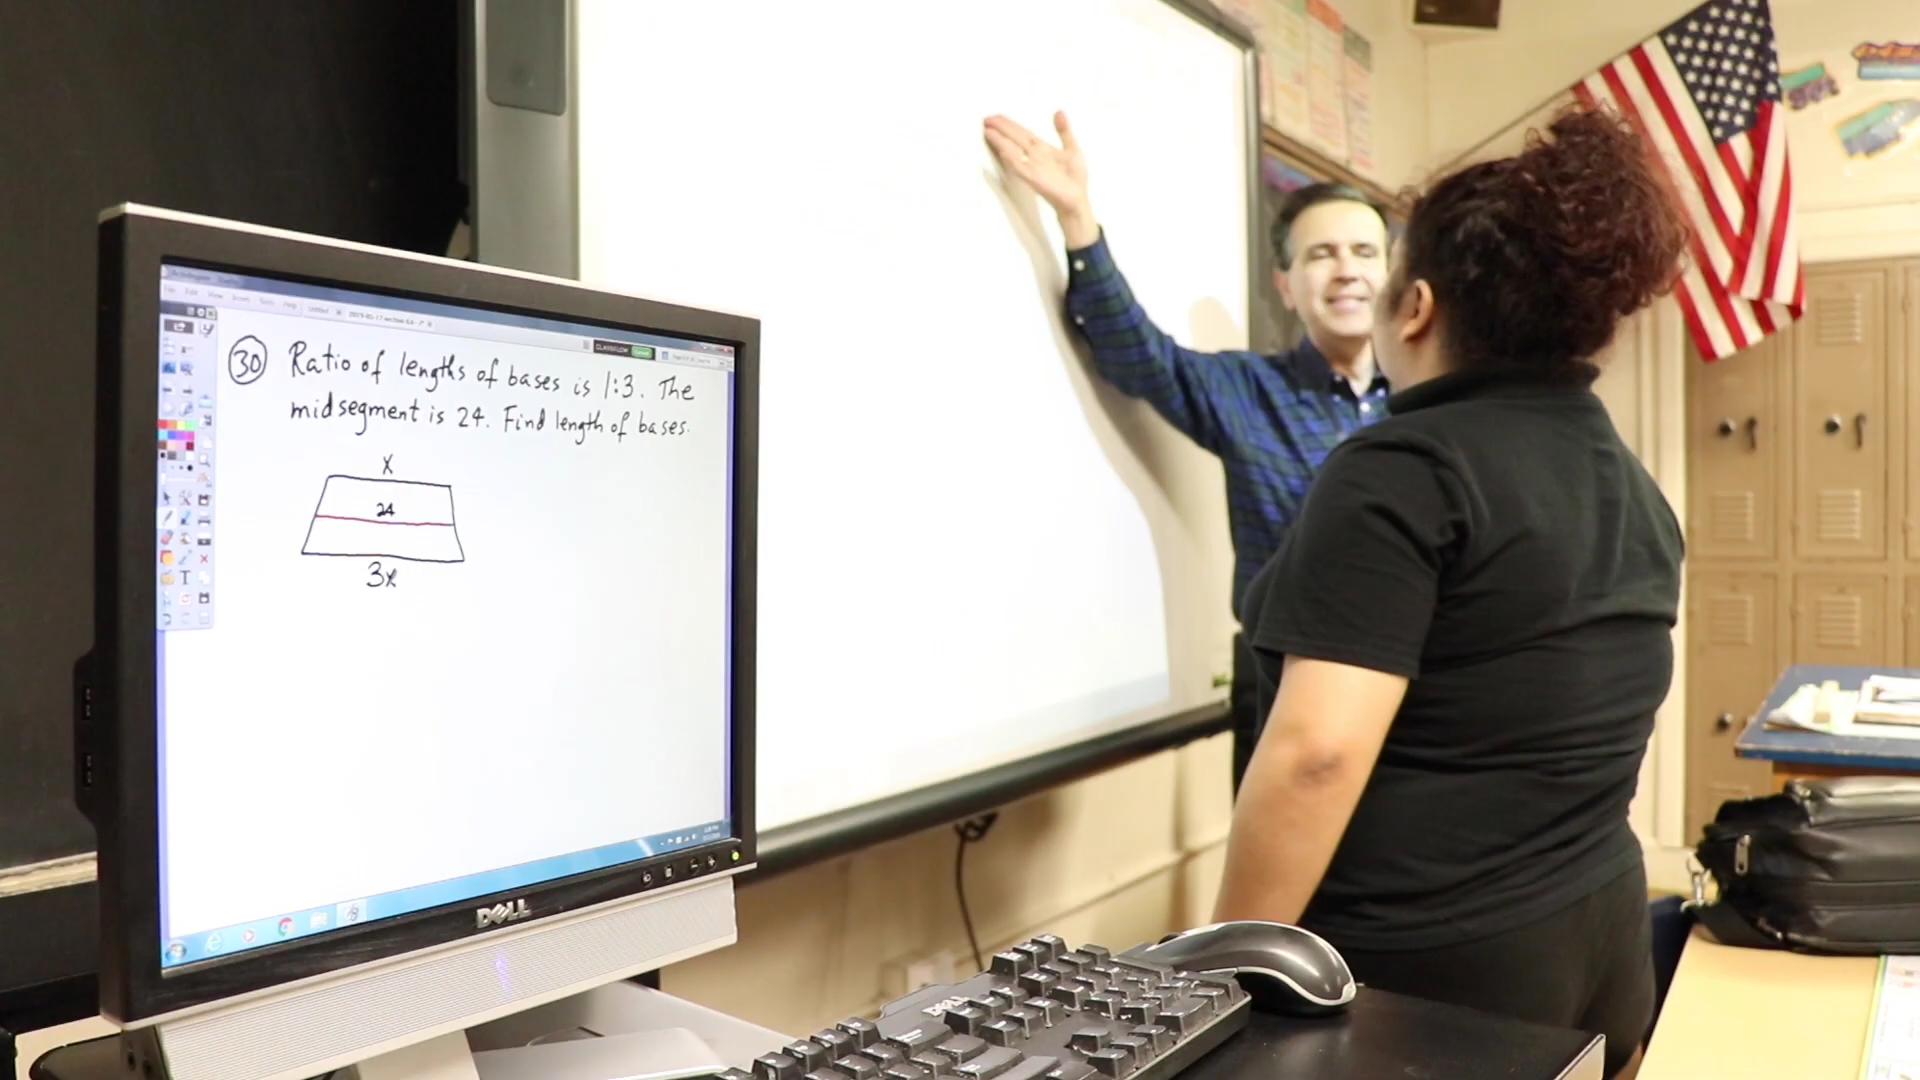 30 Ratio of lengths of bases is 1:3. The
midsegment is 24. Find length of bases.
x
24
3x
DELL
DELL